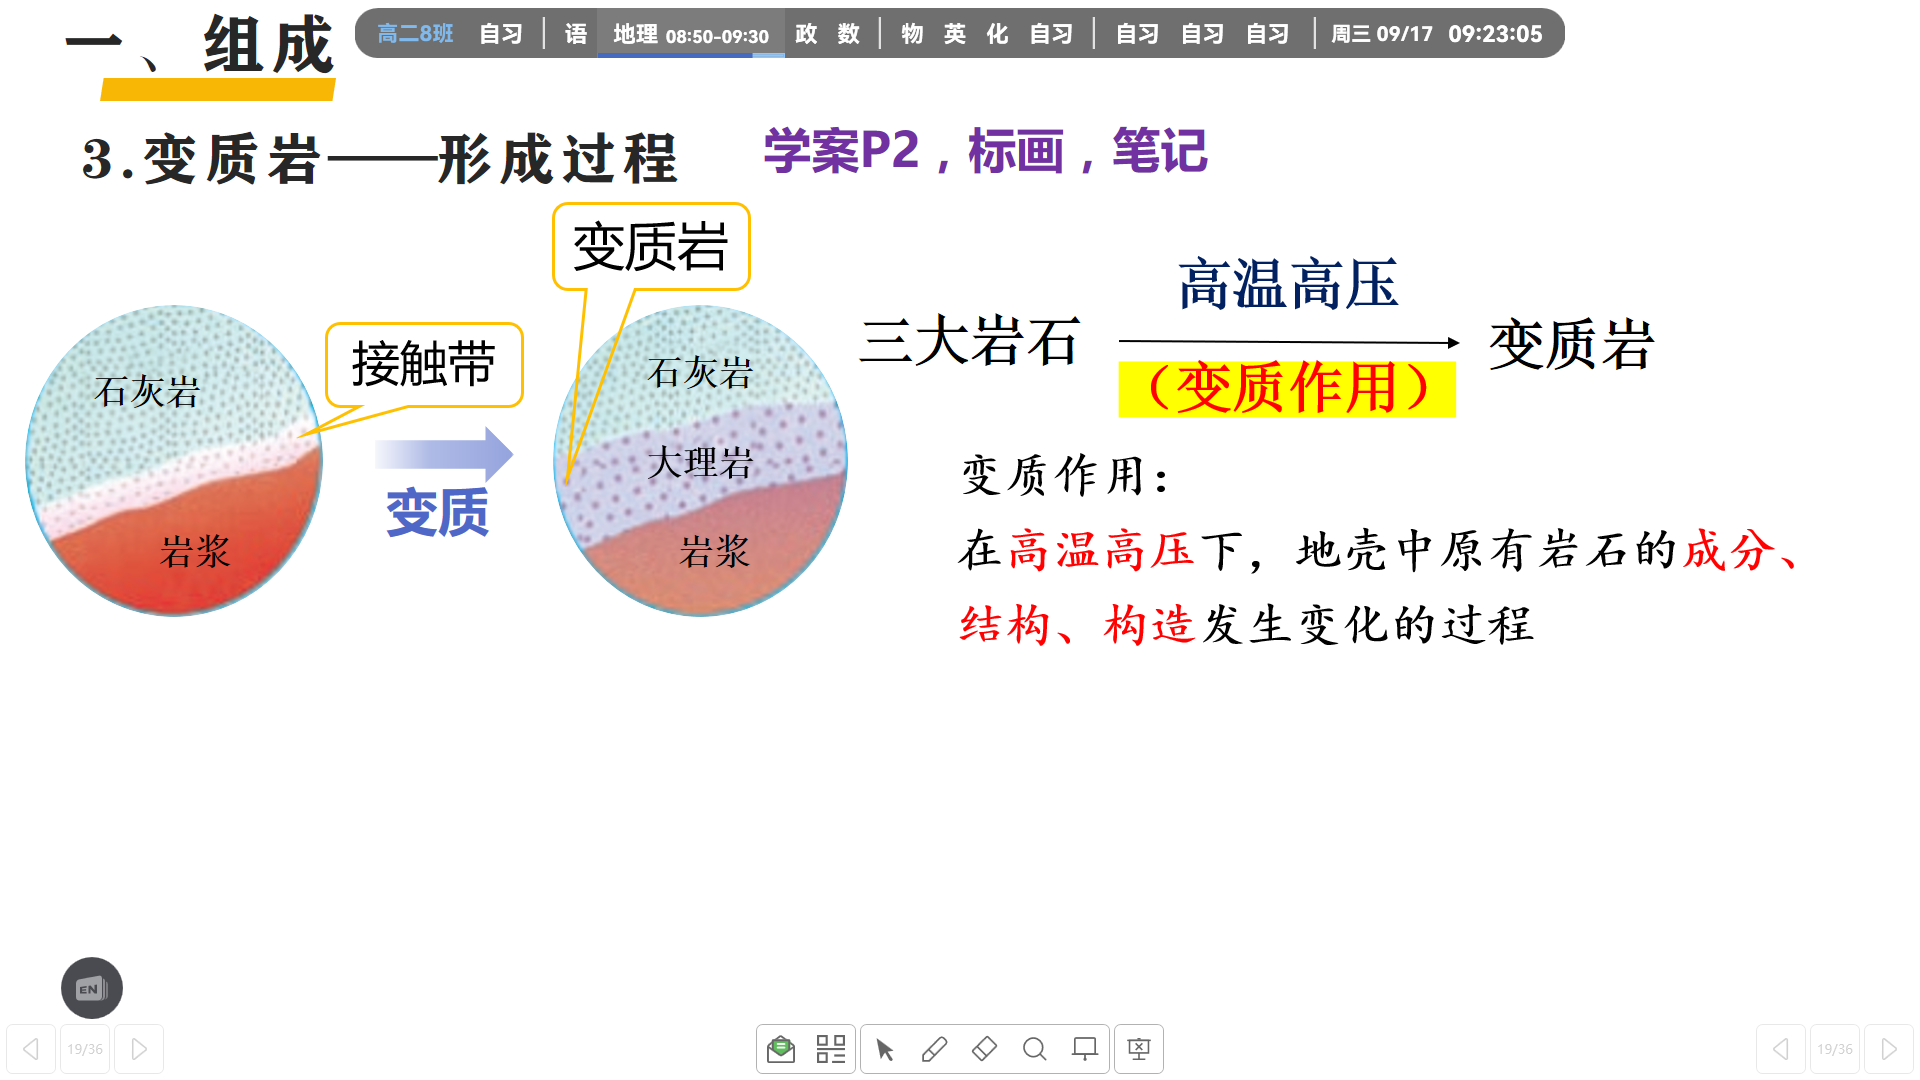 一、组成
高二8班 自习 语 地理 08:50-09:30 政 数 物 英 化 自习 自习 自习 自习 周三 09/17 09:23:05
3.变质岩——形成过程
学案P2，标画，笔记
变质岩
接触带
石灰岩
岩浆
变质
石灰岩
大理岩
岩浆
三大岩石
高温高压
（变质作用）
变质岩
变质作用：
在高温高压下，地壳中原有岩石的成分、
结构、构造发生变化的过程
EN
19/36
19/36